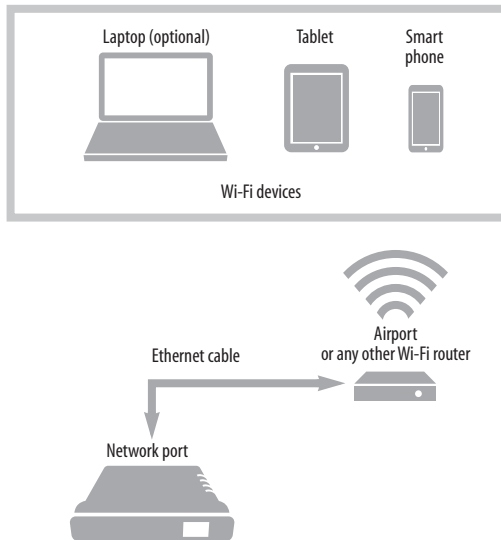 Laptop (optional)
Tablet
Smart
phone
Wi-Fi devices
Airport
or any other Wi-Fi router
Ethernet cable
Network port